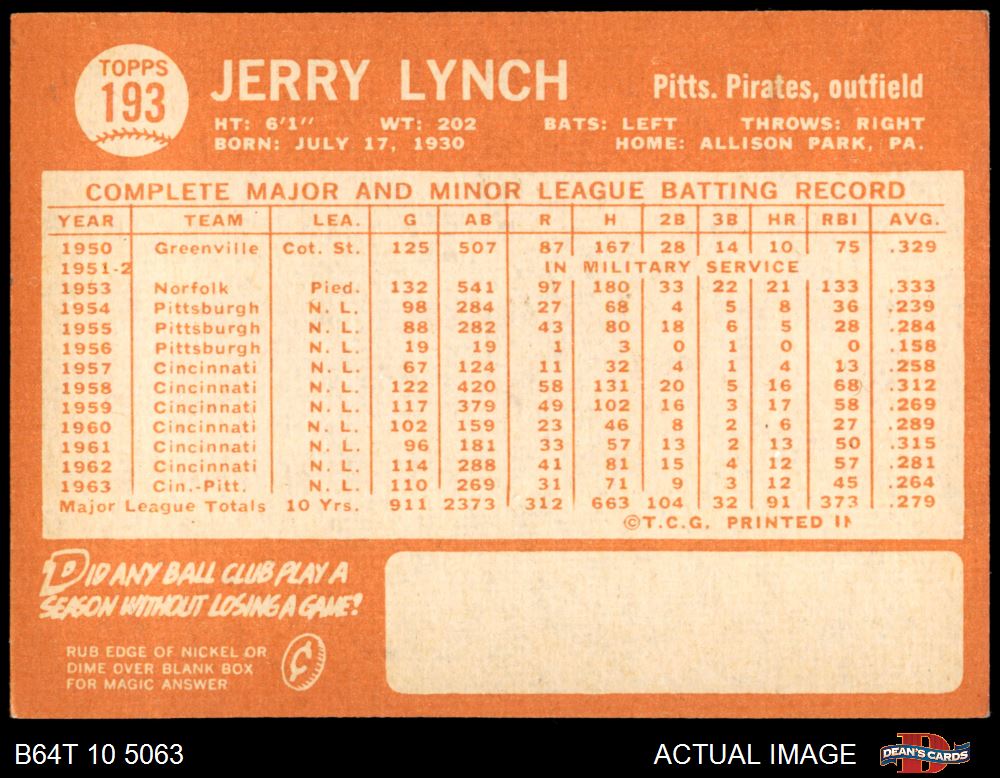 TOPPS
193
JERRY LYNCH
Pitts. Pirates, outfield
HT: 6'1" WT: 202 BATS: LEFT THROWS: RIGHT
BORN: JULY 17, 1930 HOME: ALLISON PARK, PA.
COMPLETE MAJOR AND MINOR LEAGUE BATTING RECORD
YEAR TEAM LEA. G AB R H 2B 3B HR RBI AVG.
1950 Greenville Cot. St. 125 507 87 167 28 14 10 75 .329
1951-2 IN MILITARY SERVICE
1953 Norfolk Pied. 132 541 97 180 33 22 21 133 .333
1954 Pittsburgh N. L. 98 284 27 68 4 5 8 36 .239
1955 Pittsburgh N. L. 88 282 43 80 18 6 5 28 .284
1956 Pittsburgh N. L. 19 19 1 3 0 1 0 0 .158
1957 Cincinnati N. L. 67 124 11 32 4 1 4 13 .258
1958 Cincinnati N. L. 122 420 58 131 20 5 16 68 .312
1959 Cincinnati N. L. 117 379 49 102 16 3 17 58 .269
1960 Cincinnati N. L. 102 159 23 46 8 2 6 27 .289
1961 Cincinnati N. L. 96 181 33 57 13 2 13 50 .315
1962 Cincinnati N. L. 114 288 41 81 15 4 12 57 .281
1963 Cin.-Pitt. N. L. 110 269 31 71 9 3 12 45 .264
Major League Totals 10 Yrs. 911 2373 312 663 104 32 91 373 .279
©T.C.G. PRINTED IN
DID ANY BALL CLUB PLAY A
SEASON WITHOUT LOSING A GAME?
RUB EDGE OF NICKEL OR
DIME OVER BLANK BOX
FOR MAGIC ANSWER
¢
B64T 10 5063
ACTUAL IMAGE
DEAN'S CARDS